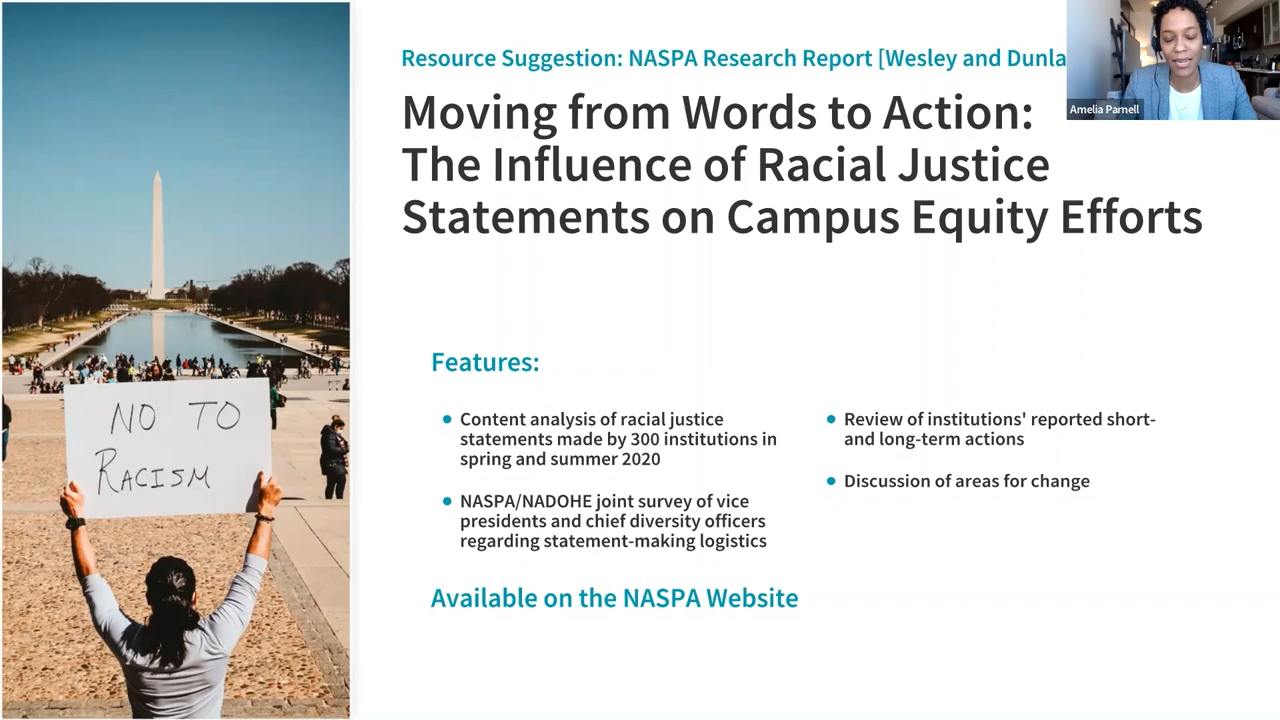 Resource Suggestion: NASPA Research Report [Wesley and Dunla
Moving from Words to Action:
The Influence of Racial Justice
Statements on Campus Equity Efforts
Amelia Parnell
NO TO
RACISM
Features:
Content analysis of racial justice
statements made by 300 institutions in
spring and summer 2020
NASPA/NADOHE joint survey of vice
presidents and chief diversity officers
regarding statement-making logistics
Review of institutions' reported short-
and long-term actions
Discussion of areas for change
Available on the NASPA Website